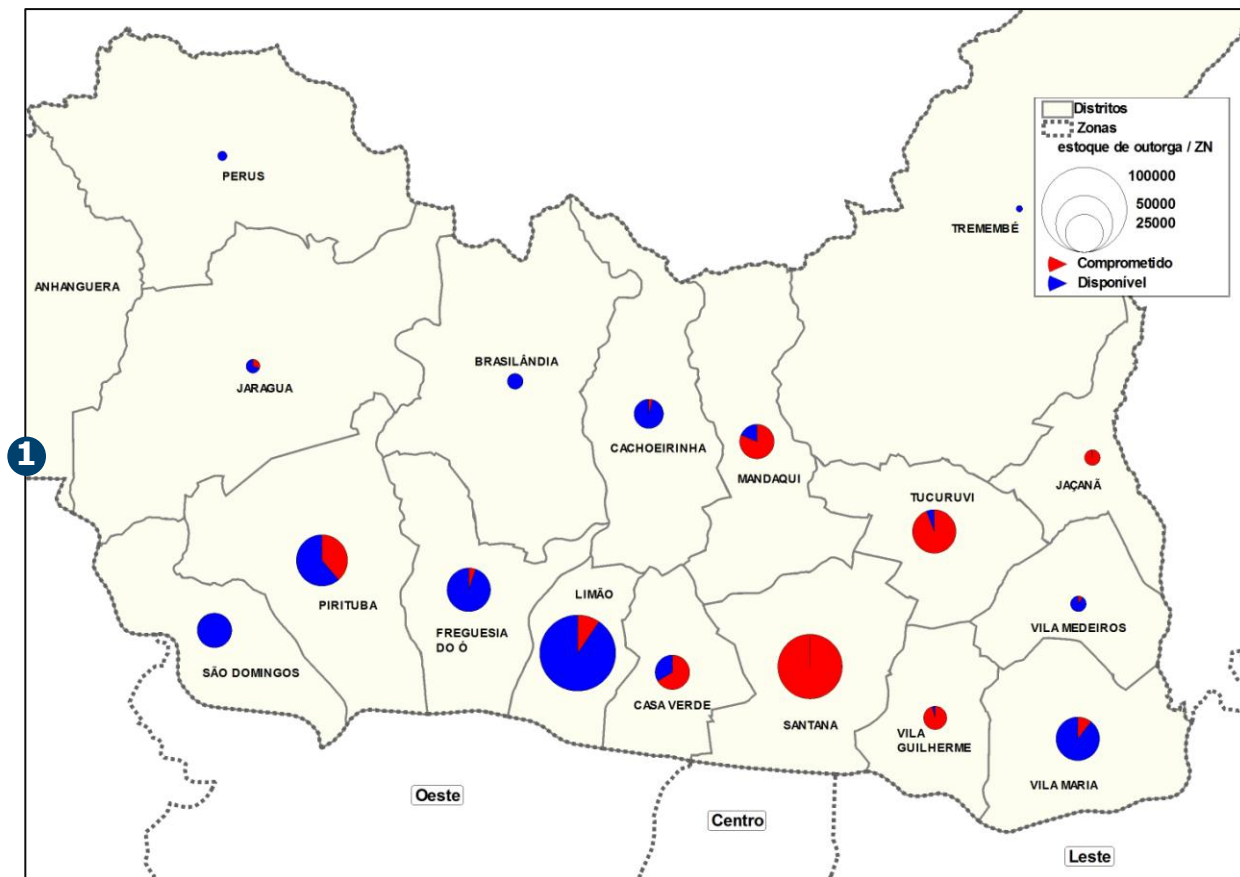 Distritos
Zonas
estoque de outorga / ZN
100000
50000
25000
Comprometido
Disponível
PERUS
TREMEMBÉ
ANHANGUERA
BRASILÂNDIA
JARAGUA
CACHOEIRINHA
1
MANDAQUI
JAÇANÃ
TUCURUVI
LIMÃO
PIRITUBA
FREGUESIA
DO Ó
VILA MEDEIROS
SÃO DOMINGOS
CASA VERDE
SANTANA
VILA
GUILHERME
VILA MARIA
Oeste
Centro
Leste